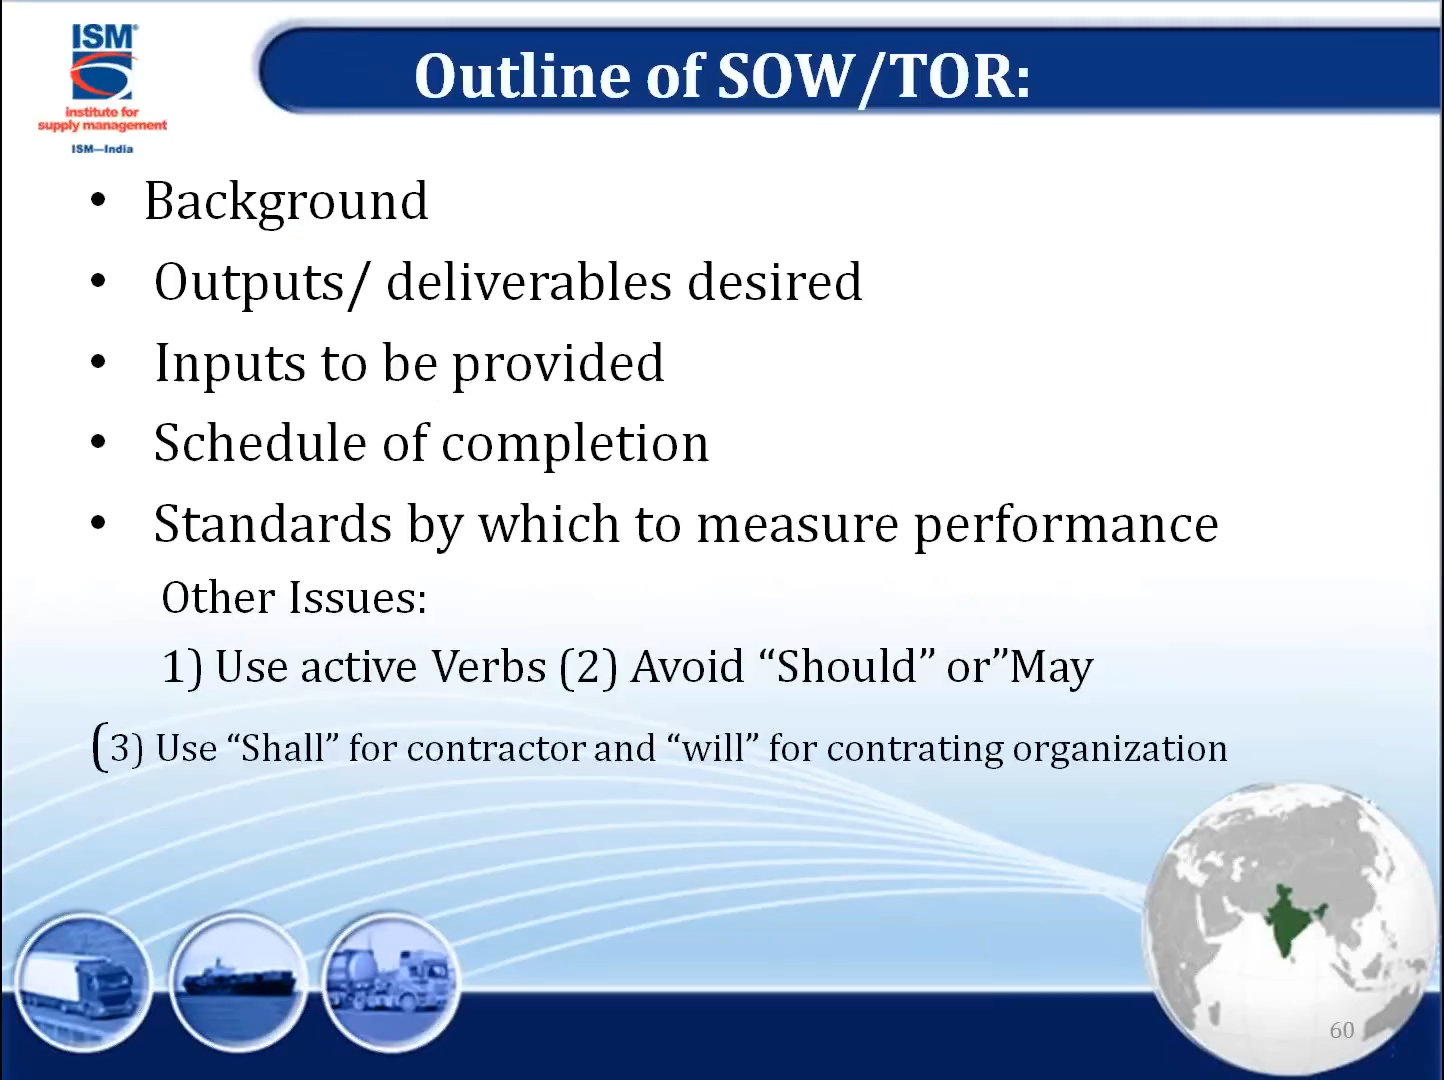 ISM®
institute for
supply management
ISM—India
Outline of SOW/TOR:
• Background
• Outputs/ deliverables desired
• Inputs to be provided
• Schedule of completion
• Standards by which to measure performance
Other Issues:
1) Use active Verbs (2) Avoid “Should” or”May
(3) Use “Shall” for contractor and “will” for contrating organization
60